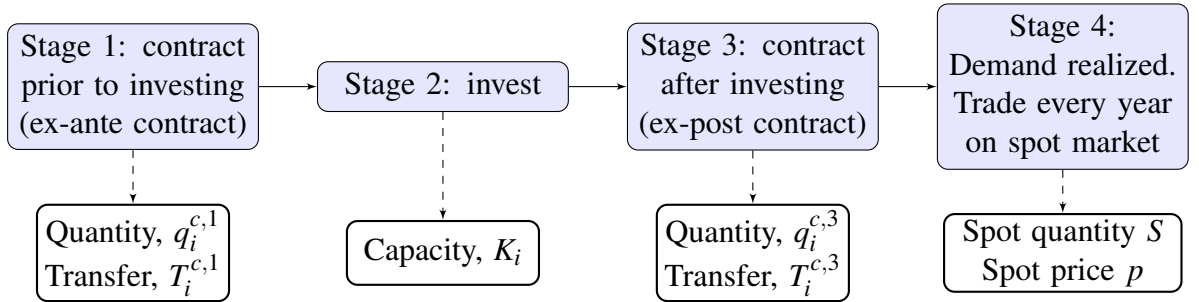 Stage 1: contract
prior to investing
(ex-ante contract)
Stage 2: invest
Stage 3: contract
after investing
(ex-post contract)
Stage 4:
Demand realized.
Trade every year
on spot market
Quantity, q_i^{c,1}
Transfer, T_i^{c,1}
Capacity, K_i
Quantity, q_i^{c,3}
Transfer, T_i^{c,3}
Spot quantity S
Spot price p